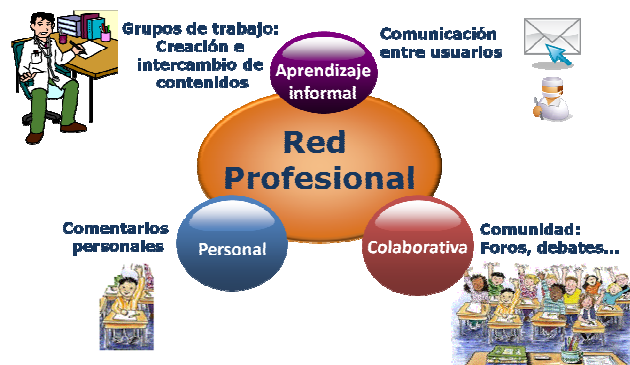 Grupos de trabajo:
Creación e
intercambio de
contenidos
Comunicación
entre usuarios
Aprendizaje
informal
Red
Profesional
Comentarios
personales
Personal
Colaborativa
Comunidad:
Foros, debates...